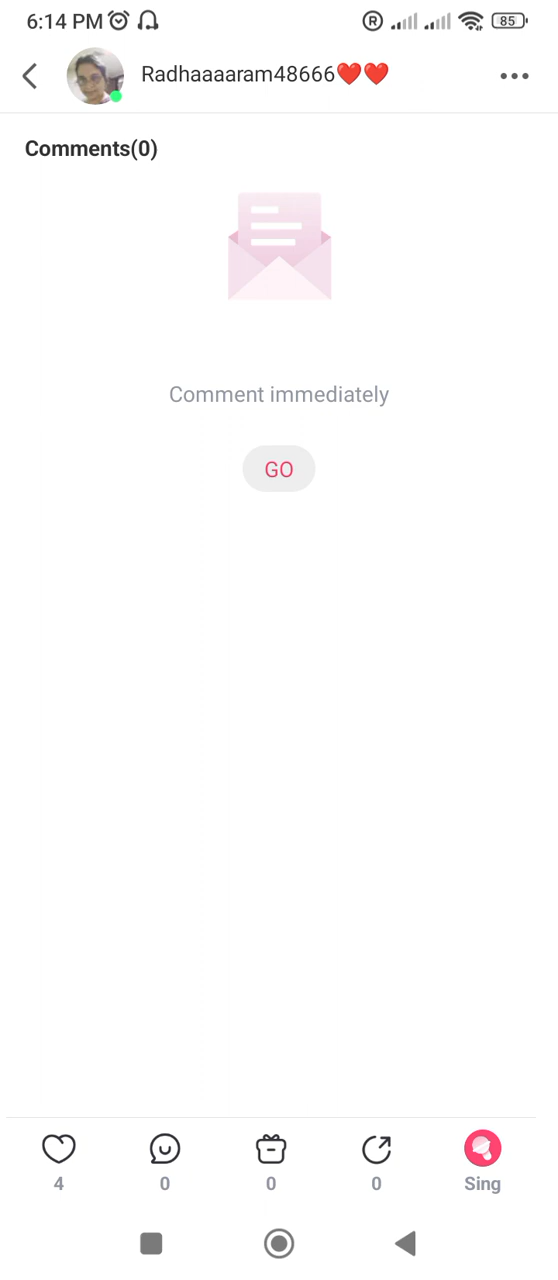 6:14 PM
R
85
Radhaaaaram48666❤️❤️
Comments(0)
Comment immediately
GO
4
0
0
0
Sing